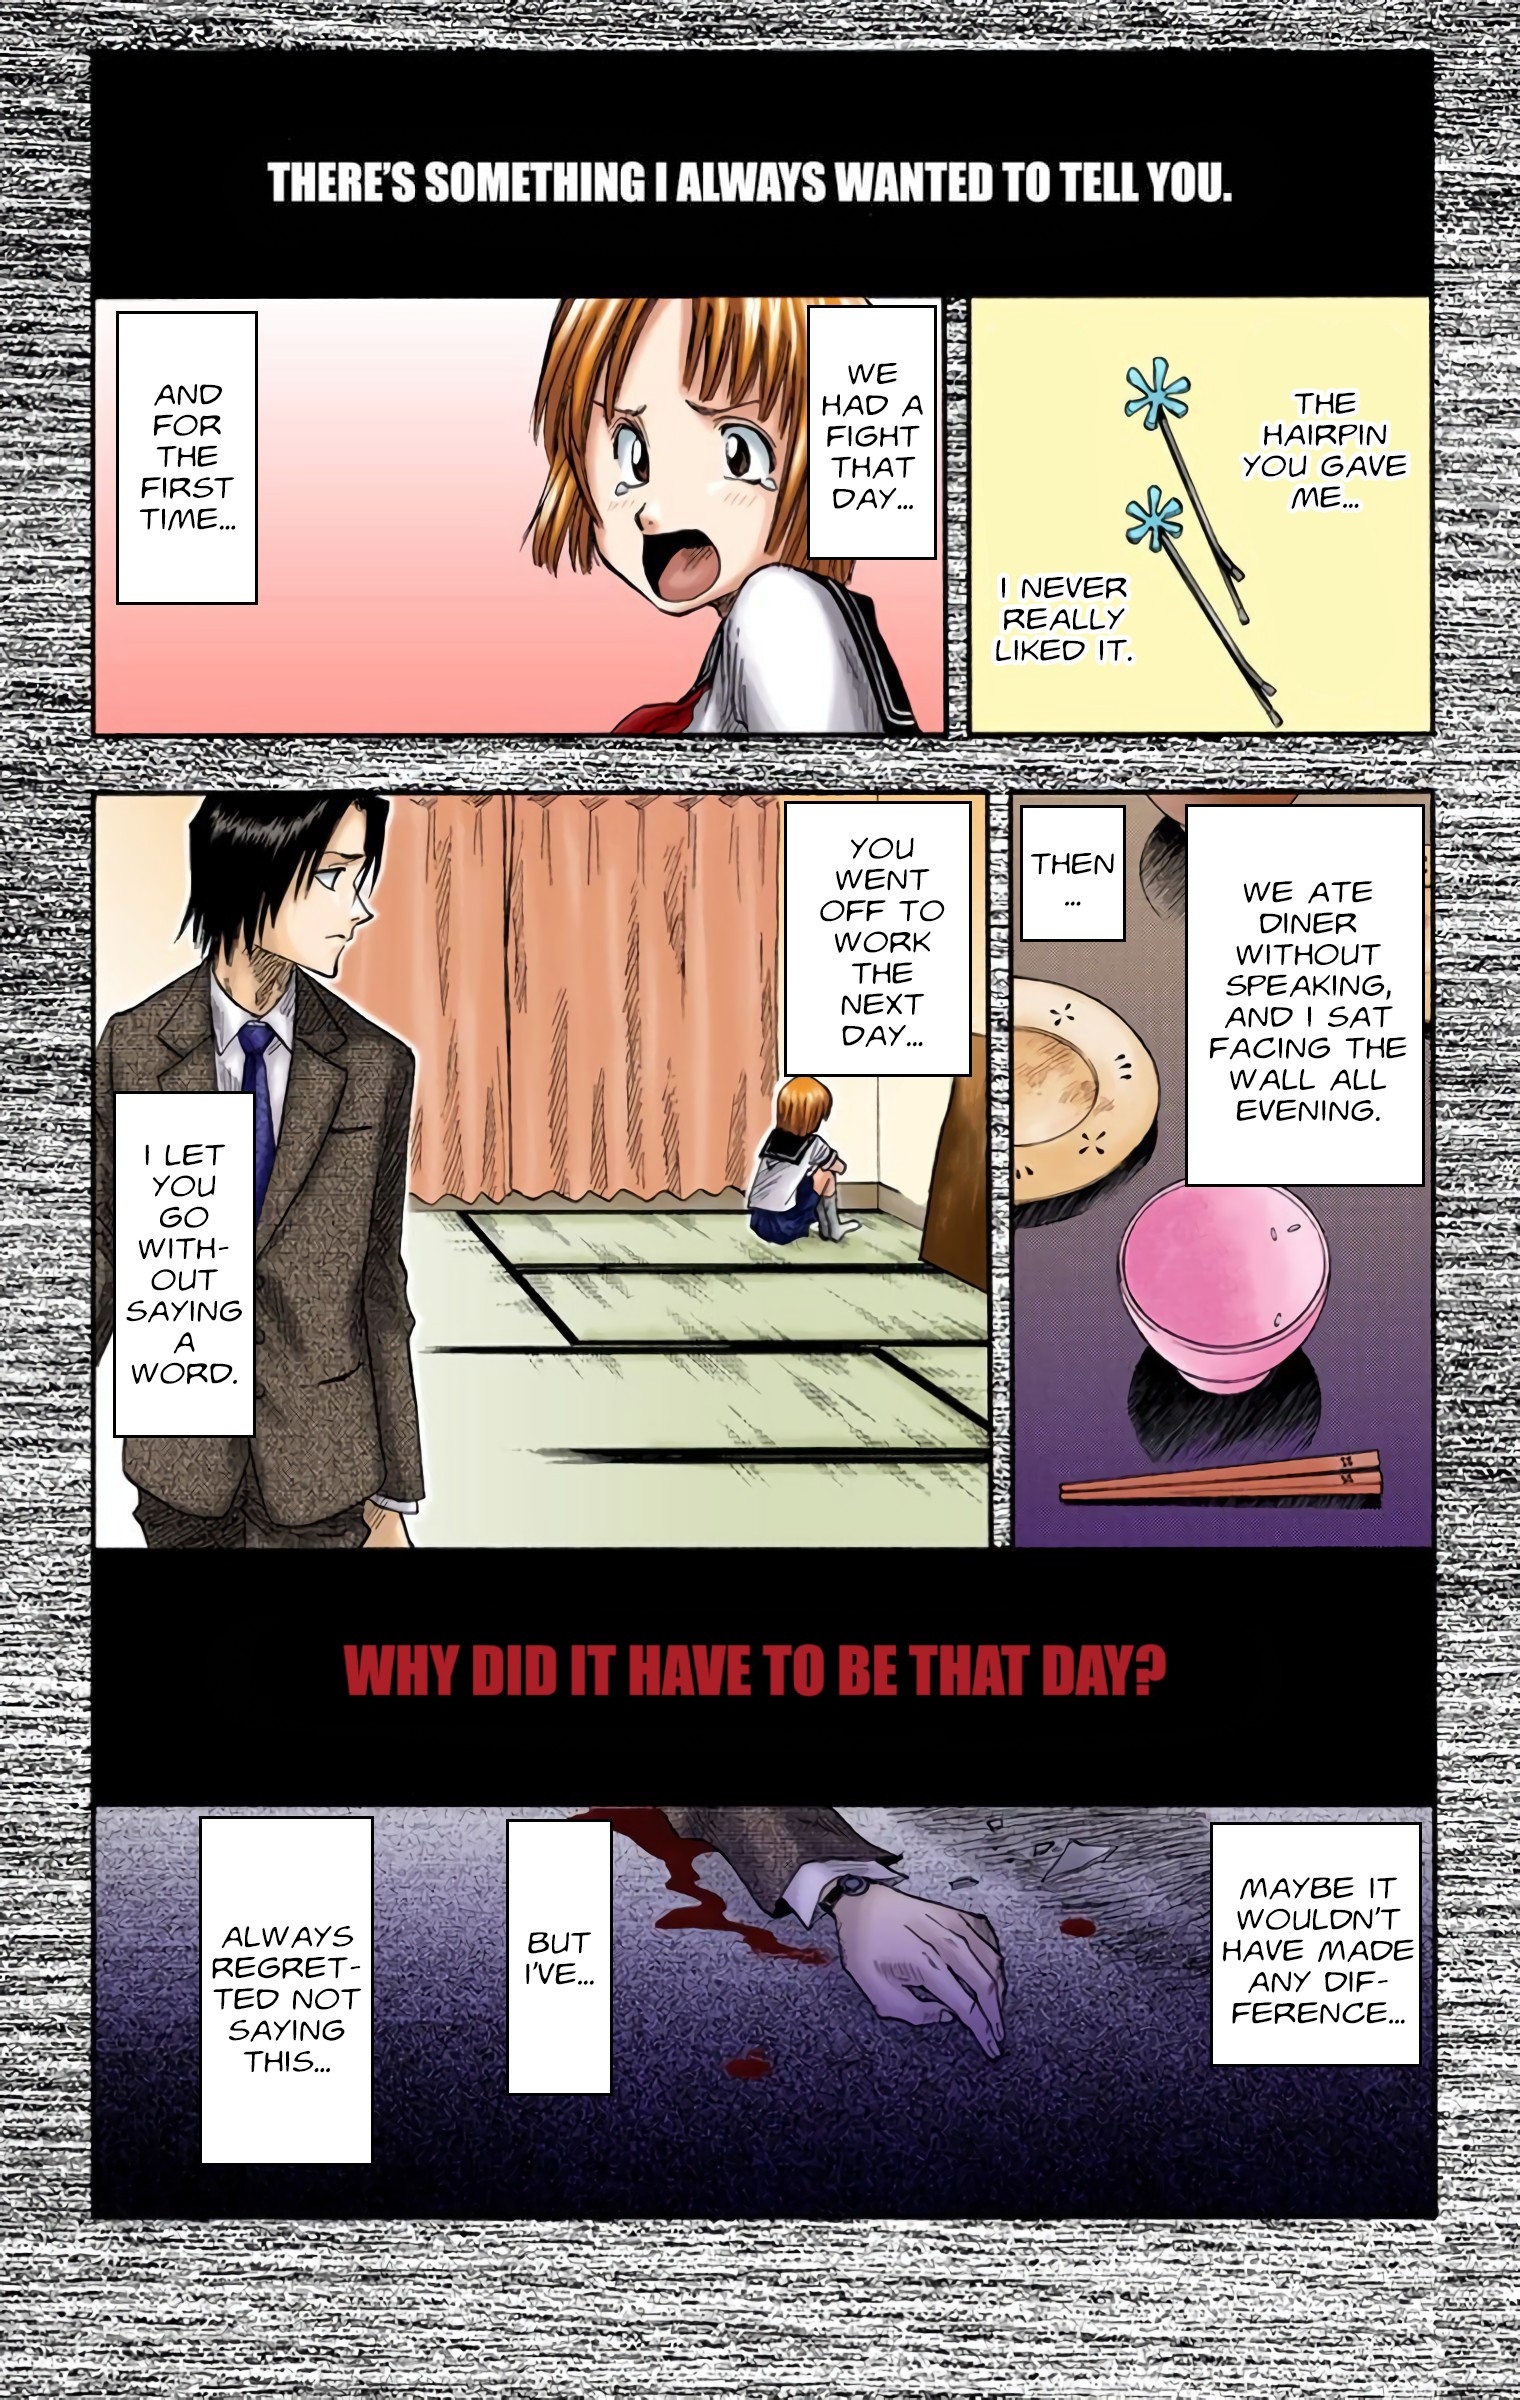 THERE'S SOMETHING I ALWAYS WANTED TO TELL YOU.
THE
HAIRPIN
YOU GAVE
ME...
I NEVER
REALLY
LIKED IT.
WE
HAD A
FIGHT
THAT
DAY...
AND
FOR
THE
FIRST
TIME...
WE ATE
DINER
WITHOUT
SPEAKING,
AND I SAT
FACING THE
WALL ALL
EVENING.
THEN
...
YOU
WENT
OFF TO
WORK
THE
NEXT
DAY...
I LET
YOU
GO
WITH-
OUT
SAYING
A
WORD.
WHY DID IT HAVE TO BE THAT DAY?
MAYBE IT
WOULDN'T
HAVE MADE
ANY DIF-
FERENCE...
BUT
I'VE...
ALWAYS
REGRET-
TED NOT
SAYING
THIS...